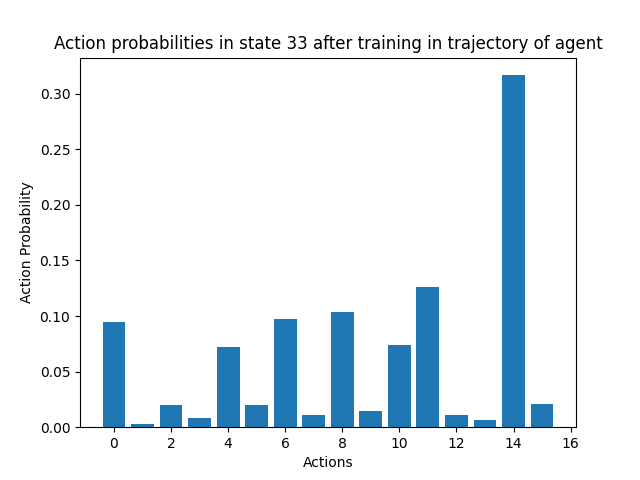 Action probabilities in state 33 after training in trajectory of agent
Action Probability
0.30
0.25
0.20
0.15
0.10
0.05
0.00
0 2 4 6 8 10 12 14 16
Actions